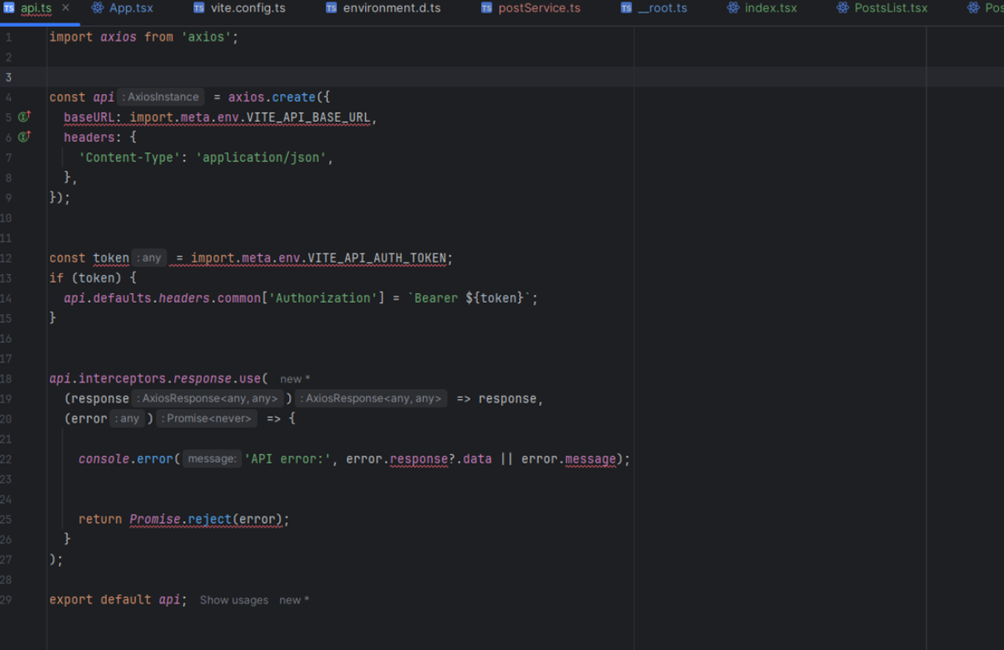 api.ts App.tsx vite.config.ts environment.d.ts postService.ts __root.ts index.tsx PostsList.tsx Pos
1 import axios from 'axios';
2
3
4 const api : AxiosInstance = axios.create({
5 baseURL: import.meta.env.VITE_API_BASE_URL,
6 headers: {
7 'Content-Type': 'application/json',
8 },
9 });
10
11
12 const token : any = import.meta.env.VITE_API_AUTH_TOKEN;
13 if (token) {
14 api.defaults.headers.common['Authorization'] = `Bearer ${token}`;
15 }
16
17
18 api.interceptors.response.use( new *
19 (response : AxiosResponse<any, any> ) : AxiosResponse<any, any> => response,
20 (error : any ) : Promise<never> => {
21
22 console.error( message: 'API error:', error.response?.data || error.message);
23
24
25 return Promise.reject(error);
26 }
27 );
28
29 export default api; Show usages new *